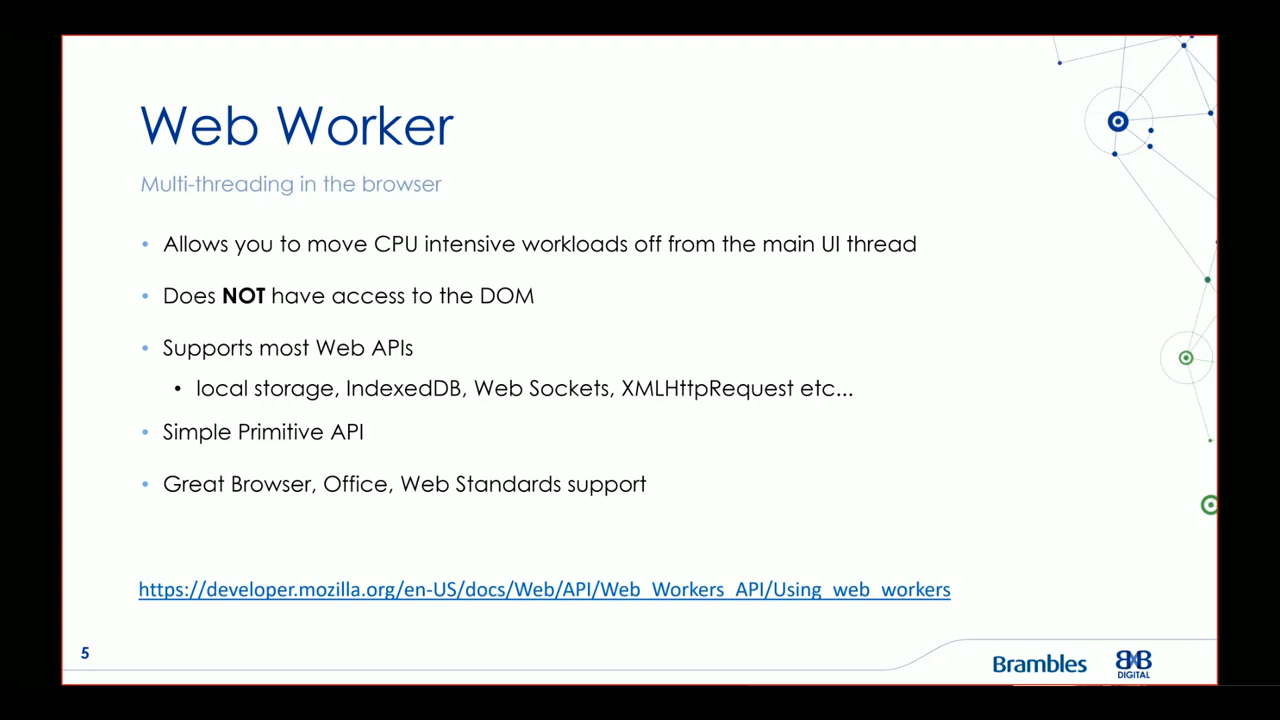 Web Worker
Multi-threading in the browser
• Allows you to move CPU intensive workloads off from the main UI thread
• Does NOT have access to the DOM
• Supports most Web APIs
• local storage, IndexedDB, Web Sockets, XMLHttpRequest etc...
• Simple Primitive API
• Great Browser, Office, Web Standards support
https://developer.mozilla.org/en-US/docs/Web/API/Web_Workers_API/Using_web_workers
5
Brambles
BXB
DIGITAL